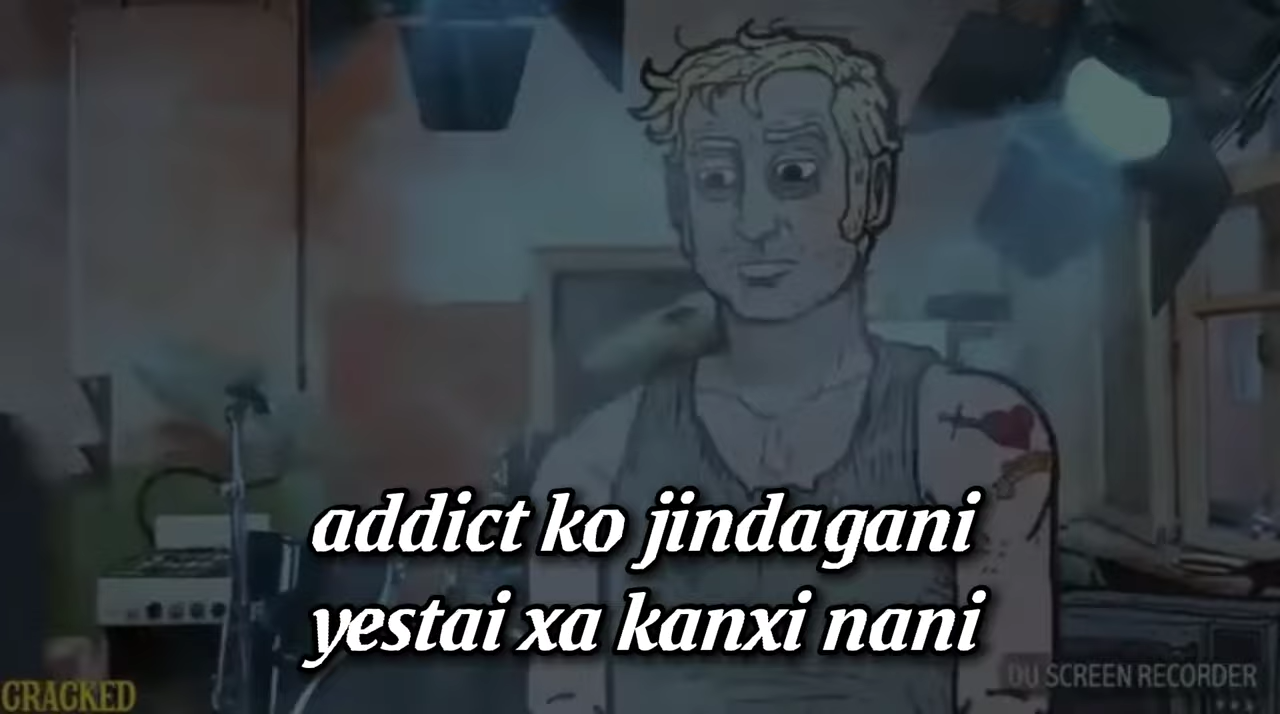 addict ko jindagani
yestai xa kanxi nani
CRACKED
DU SCREEN RECORDER